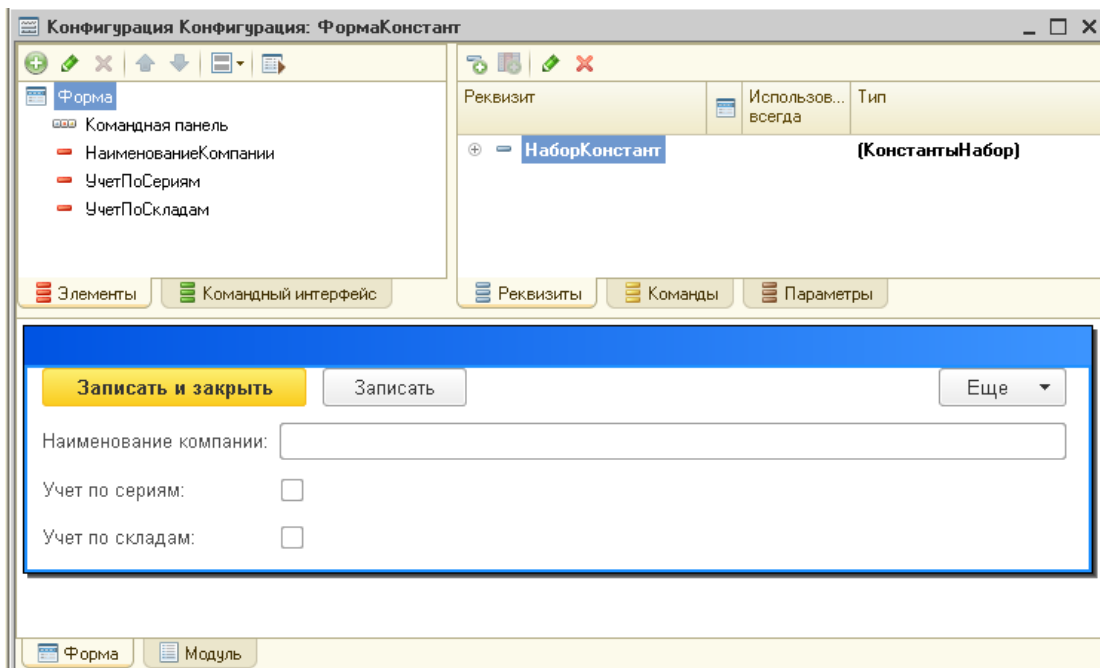 Конфигурация Конфигурация: ФормаКонстант
Форма
Командная панель
НаименованиеКомпании
УчетПоСериям
УчетПоСкладам
Элементы
Командный интерфейс
Реквизит
Использов... всегда
Тип
НаборКонстант
(КонстантыНабор)
Реквизиты
Команды
Параметры
Записать и закрыть
Записать
Еще
Наименование компании:
Учет по сериям:
Учет по складам:
Форма
Модуль